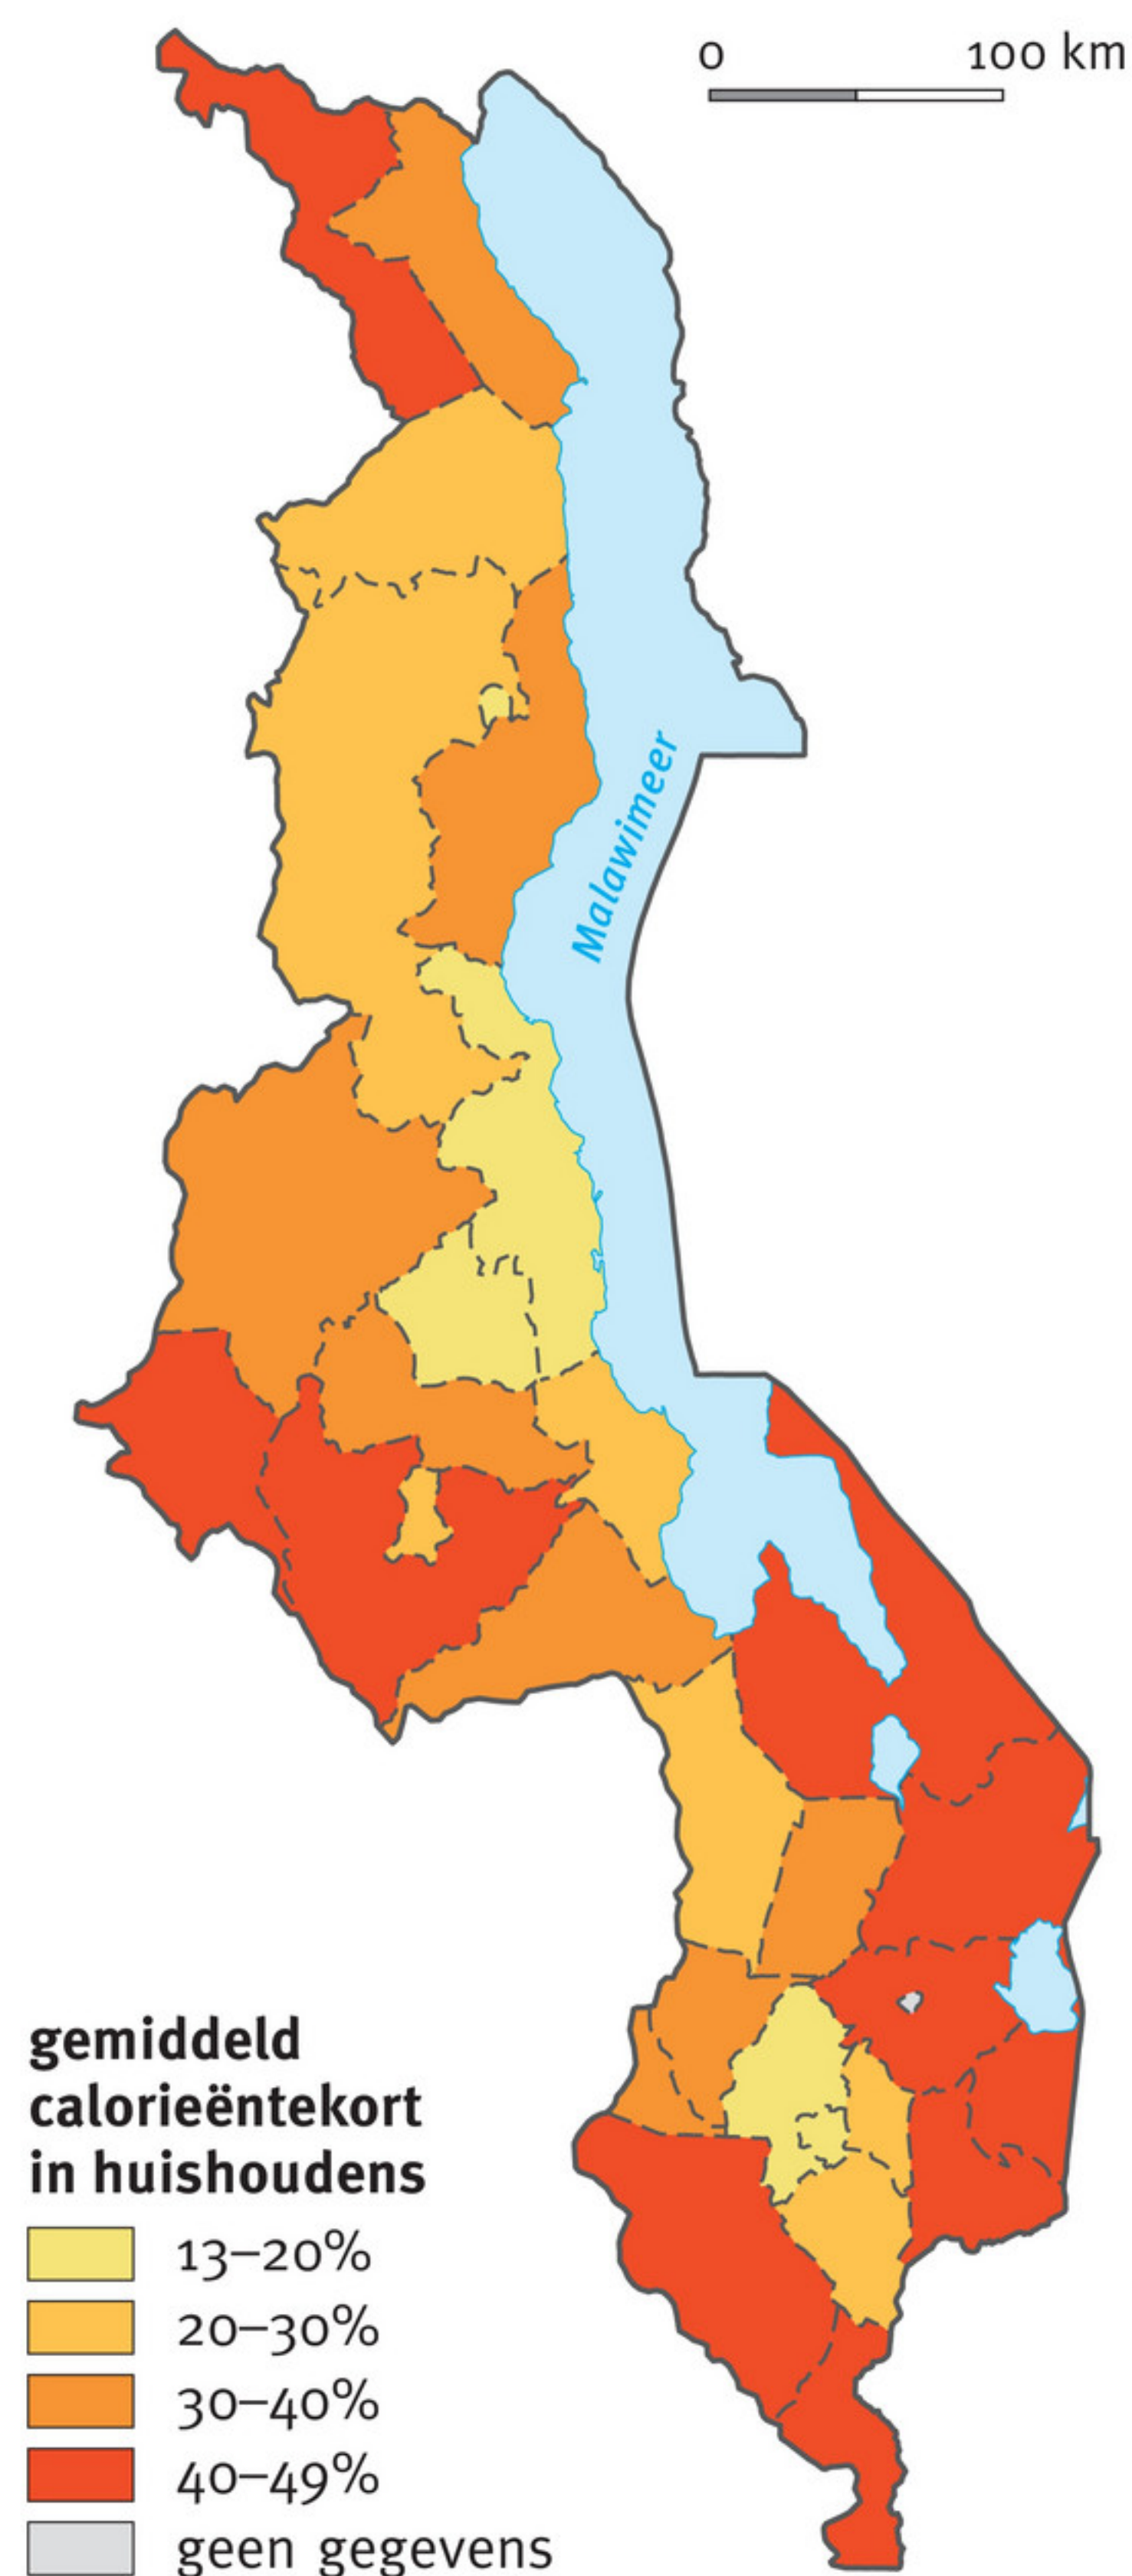 0 100 km
Malawimeer
gemiddeld
calorieëntekort
in huishoudens
13–20%
20–30%
30–40%
40–49%
geen gegevens